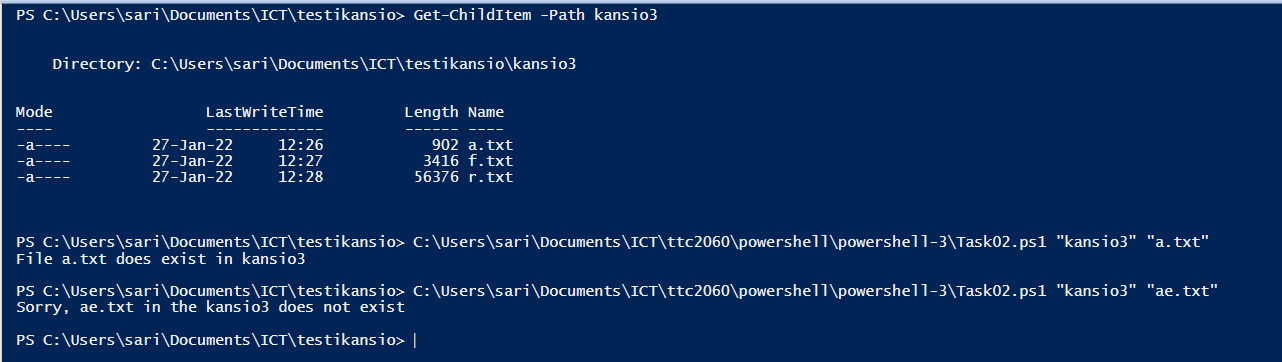 PS C:\Users\sari\Documents\ICT\testikansio> Get-ChildItem -Path kansio3
Directory: C:\Users\sari\Documents\ICT\testikansio\kansio3
Mode LastWriteTime Length Name
---- ------------- ------ ----
-a---- 27-Jan-22 12:26 902 a.txt
-a---- 27-Jan-22 12:27 3416 f.txt
-a---- 27-Jan-22 12:28 56376 r.txt
PS C:\Users\sari\Documents\ICT\testikansio> C:\Users\sari\Documents\ICT\ttc2060\powershell\powershell-3\Task02.ps1 "kansio3" "a.txt"
File a.txt does exist in kansio3
PS C:\Users\sari\Documents\ICT\testikansio> C:\Users\sari\Documents\ICT\ttc2060\powershell\powershell-3\Task02.ps1 "kansio3" "ae.txt"
Sorry, ae.txt in the kansio3 does not exist
PS C:\Users\sari\Documents\ICT\testikansio>